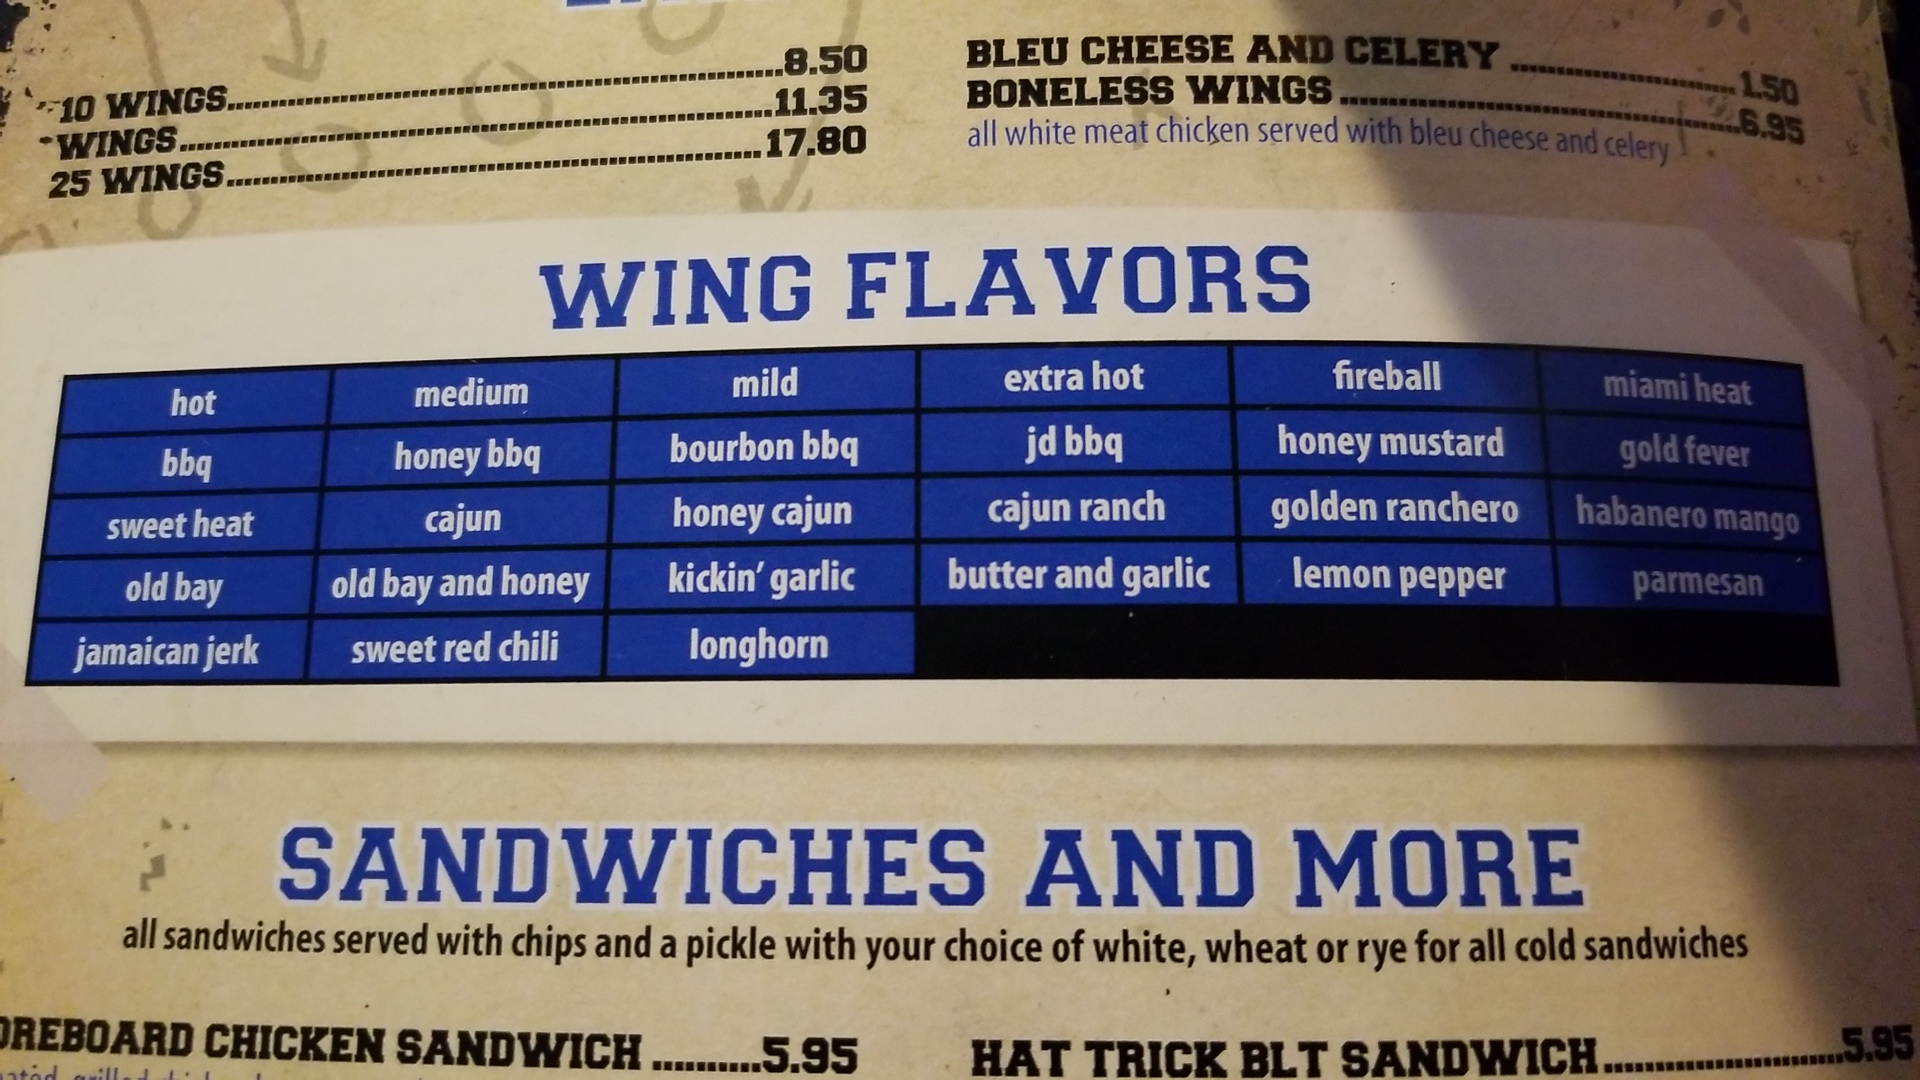 10 WINGS 8.50
WINGS 11.35
25 WINGS 17.80
BLEU CHEESE AND CELERY 1.50
BONELESS WINGS 6.95
all white meat chicken served with bleu cheese and celery
WING FLAVORS
hot medium mild extra hot fireball miami heat
bbq honey bbq bourbon bbq jd bbq honey mustard gold fever
sweet heat cajun honey cajun cajun ranch golden ranchero habanero mango
old bay old bay and honey kickin' garlic butter and garlic lemon pepper parmesan
jamaican jerk sweet red chili longhorn
SANDWICHES AND MORE
all sandwiches served with chips and a pickle with your choice of white, wheat or rye for all cold sandwiches
OREBOARD CHICKEN SANDWICH 5.95
HAT TRICK BLT SANDWICH 5.95